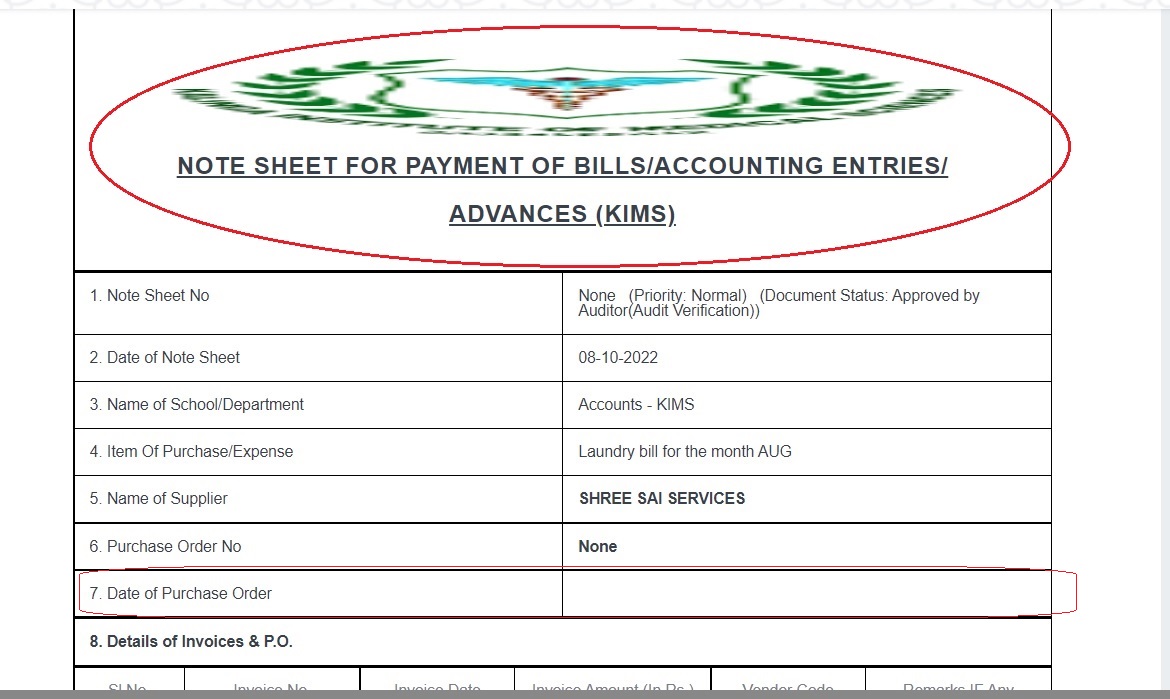 INSTITUTE OF MEDICAL
NOTE SHEET FOR PAYMENT OF BILLS/ACCOUNTING ENTRIES/
ADVANCES (KIMS)
1. Note Sheet No
None (Priority: Normal) (Document Status: Approved by
Auditor(Audit Verification))
2. Date of Note Sheet
08-10-2022
3. Name of School/Department
Accounts - KIMS
4. Item Of Purchase/Expense
Laundry bill for the month AUG
5. Name of Supplier
SHREE SAI SERVICES
6. Purchase Order No
None
7. Date of Purchase Order
8. Details of Invoices & P.O.
Sl No Invoice No Invoice Date Invoice Amount (In Rs.) Vendor Code Remarks IF Any